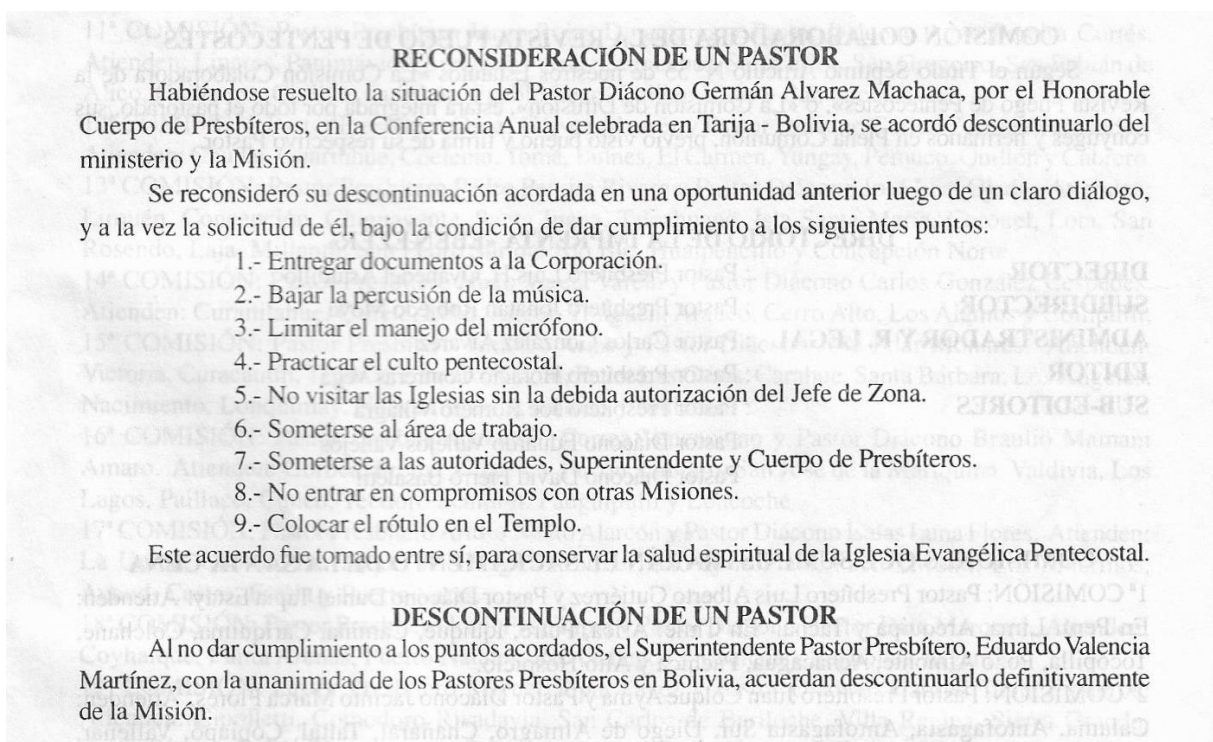 RECONSIDERACIÓN DE UN PASTOR
Habiéndose resuelto la situación del Pastor Diácono Germán Alvarez Machaca, por el Honorable
Cuerpo de Presbíteros, en la Conferencia Anual celebrada en Tarija - Bolivia, se acordó descontinuarlo del
ministerio y la Misión.
Se reconsideró su descontinuación acordada en una oportunidad anterior luego de un claro diálogo,
y a la vez la solicitud de él, bajo la condición de dar cumplimiento a los siguientes puntos:
1.- Entregar documentos a la Corporación.
2.- Bajar la percusión de la música.
3.- Limitar el manejo del micrófono.
4.- Practicar el culto pentecostal.
5.- No visitar las Iglesias sin la debida autorización del Jefe de Zona.
6.- Someterse al área de trabajo.
7.- Someterse a las autoridades, Superintendente y Cuerpo de Presbíteros.
8.- No entrar en compromisos con otras Misiones.
9.- Colocar el rótulo en el Templo.
Este acuerdo fue tomado entre sí, para conservar la salud espiritual de la Iglesia Evangélica Pentecostal.
DESCONTINUACIÓN DE UN PASTOR
Al no dar cumplimiento a los puntos acordados, el Superintendente Pastor Presbítero, Eduardo Valencia
Martínez, con la unanimidad de los Pastores Presbíteros en Bolivia, acuerdan descontinuarlo definitivamente
de la Misión.